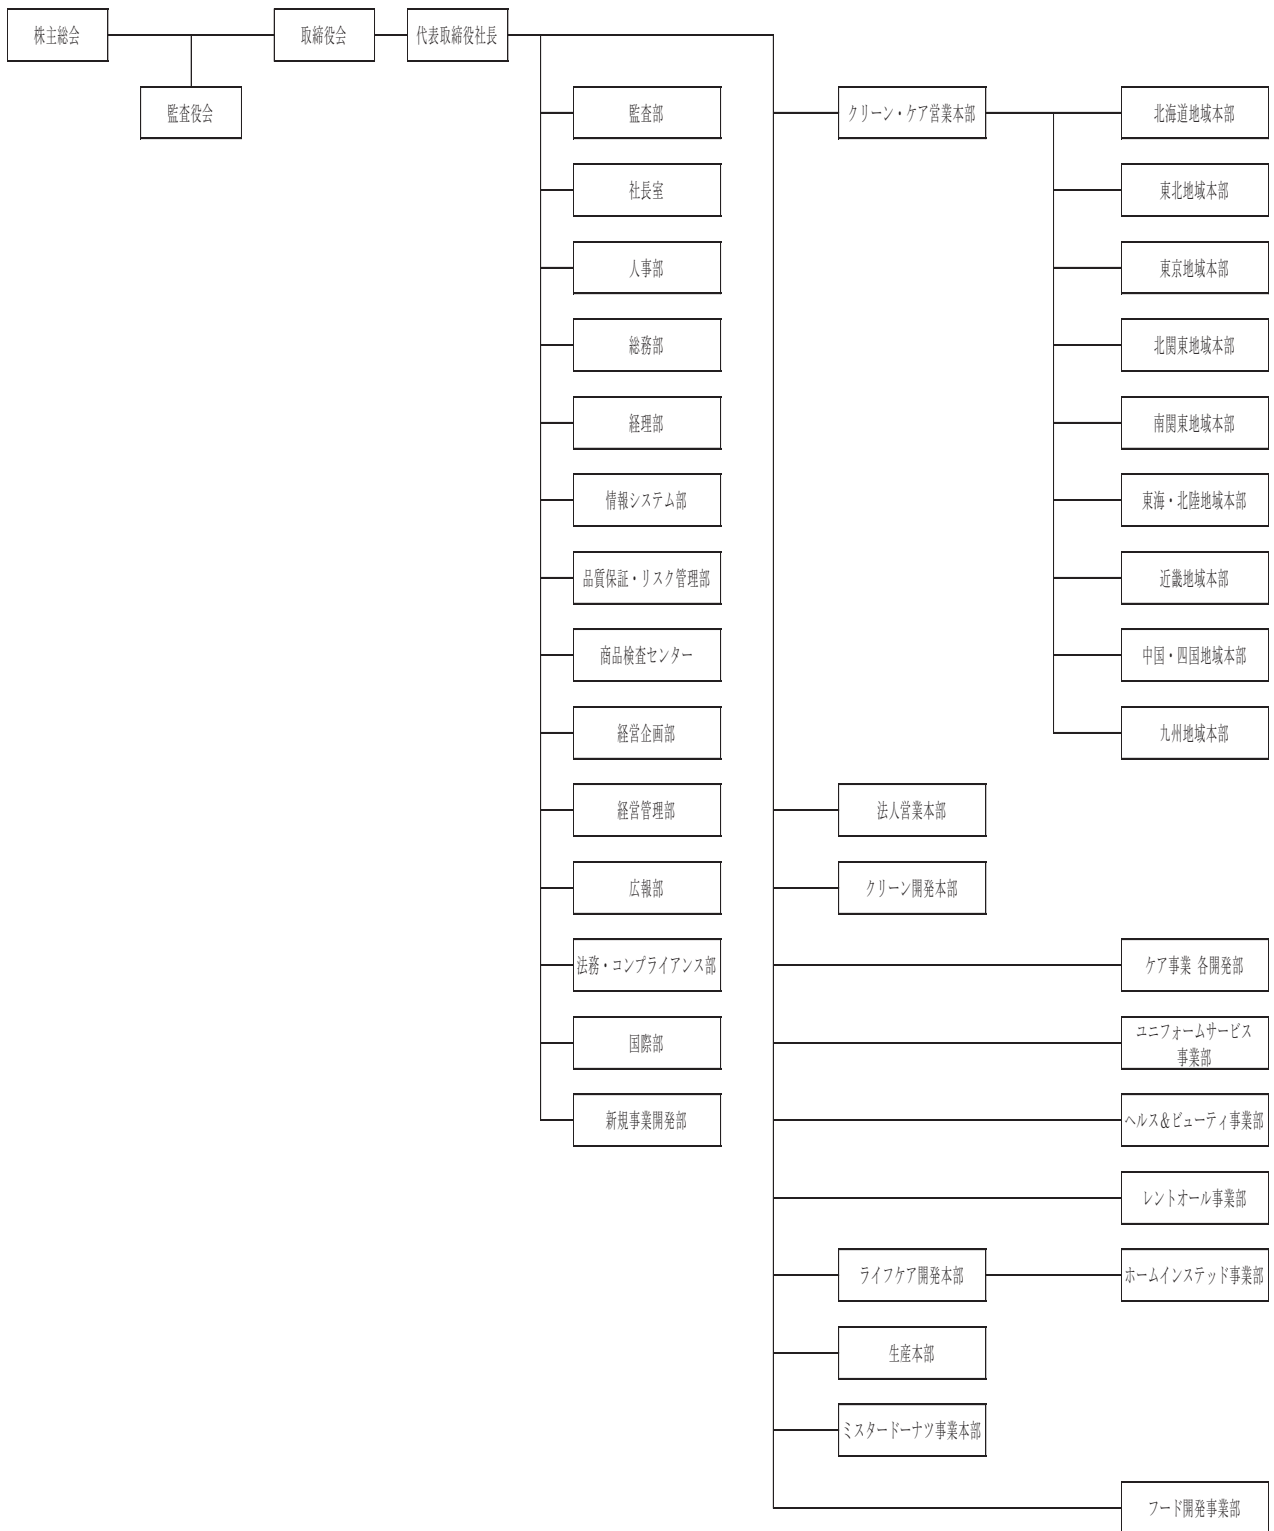 株主総会
取締役会
代表取締役社長
監査役会
監査部
社長室
人事部
総務部
経理部
情報システム部
品質保証・リスク管理部
商品検査センター
経営企画部
経営管理部
広報部
法務・コンプライアンス部
国際部
新規事業開発部
クリーン・ケア営業本部
法人営業本部
クリーン開発本部
ライフケア開発本部
生産本部
ミスタードーナツ事業本部
北海道地域本部
東北地域本部
東京地域本部
北関東地域本部
南関東地域本部
東海・北陸地域本部
近畿地域本部
中国・四国地域本部
九州地域本部
ケア事業 各開発部
ユニフォームサービス
事業部
ヘルス＆ビューティ事業部
レントオール事業部
ホームインステッド事業部
フード開発事業部